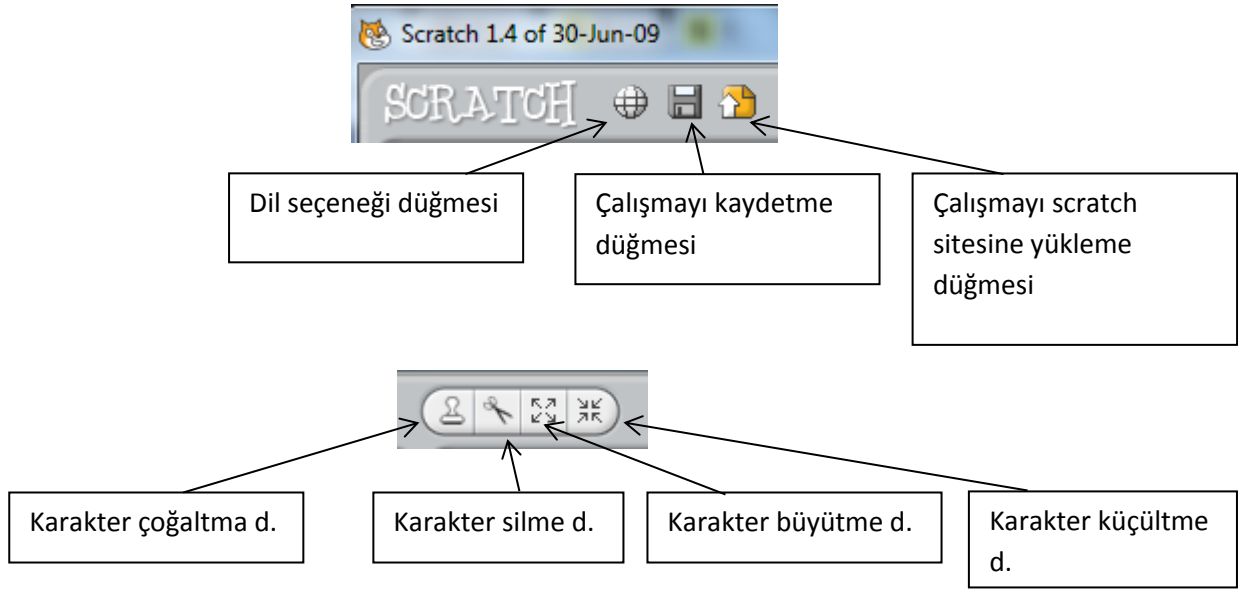 Scratch 1.4 of 30-Jun-09
SCRATCH
Dil seçeneği düğmesi
Çalışmayı kaydetme
düğmesi
Çalışmayı scratch
sitesine yükleme
düğmesi
Karakter çoğaltma d.
Karakter silme d.
Karakter büyütme d.
Karakter küçültme
d.